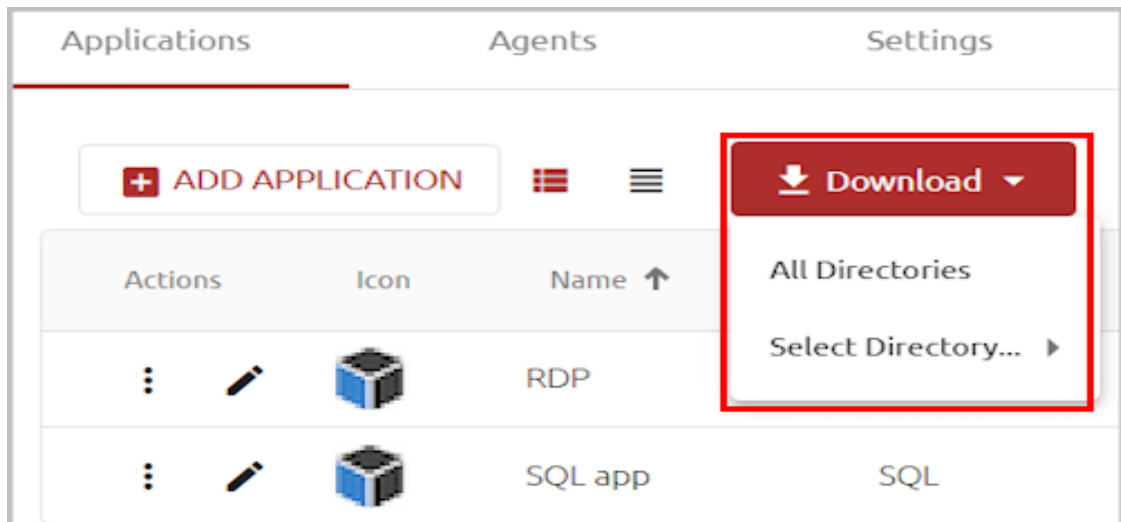 Applications Agents Settings
ADD APPLICATION Download
Actions Icon Name
All Directories
Select Directory...
RDP
SQL app SQL